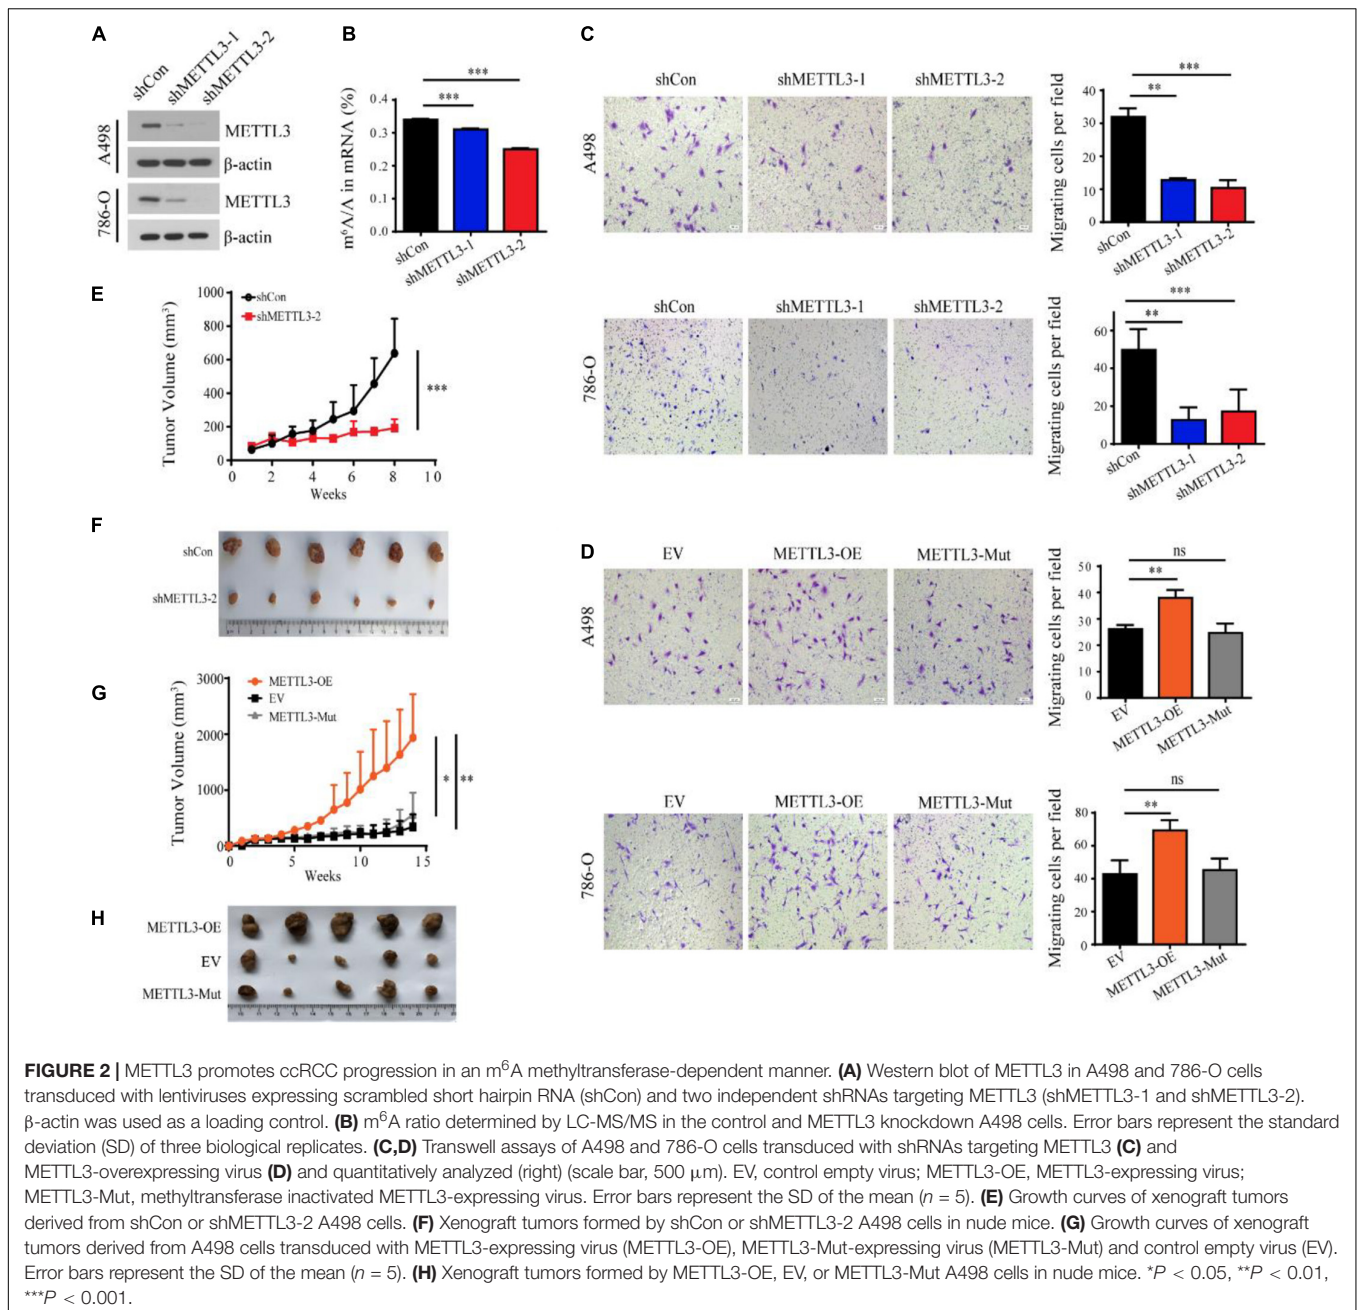 A
shCon
shMETTL3-1
shMETTL3-2
A498
METTL3
β-actin
786-O
METTL3
β-actin
B
m⁶A/A in mRNA (%)
0.4
0.3
0.2
0.1
0.0
***
***
shCon
shMETTL3-1
shMETTL3-2
C
shCon shMETTL3-1 shMETTL3-2
A498
Migrating cells per field
40
30
20
10
0
**
***
shCon
shMETTL3-1
shMETTL3-2
shCon shMETTL3-1 shMETTL3-2
786-O
Migrating cells per field
60
40
20
0
**
***
shCon
shMETTL3-1
shMETTL3-2
E
Tumor Volume (mm³)
1000
800
600
400
200
0
shCon
shMETTL3-2
***
0 2 4 6 8 10
Weeks
F
shCon
shMETTL3-2
D
EV METTL3-OE METTL3-Mut
A498
Migrating cells per field
50
40
30
20
10
0
**
ns
EV
METTL3-OE
METTL3-Mut
EV METTL3-OE METTL3-Mut
786-O
Migrating cells per field
80
60
40
20
0
**
ns
EV
METTL3-OE
METTL3-Mut
G
Tumor Volume (mm³)
3000
2000
1000
0
METTL3-OE
EV
METTL3-Mut
* **
0 5 10 15
Weeks
H
METTL3-OE
EV
METTL3-Mut
FIGURE 2 | METTL3 promotes ccRCC progression in an m⁶A methyltransferase-dependent manner. (A) Western blot of METTL3 in A498 and 786-O cells
transduced with lentiviruses expressing scrambled short hairpin RNA (shCon) and two independent shRNAs targeting METTL3 (shMETTL3-1 and shMETTL3-2).
β-actin was used as a loading control. (B) m⁶A ratio determined by LC-MS/MS in the control and METTL3 knockdown A498 cells. Error bars represent the standard
deviation (SD) of three biological replicates. (C,D) Transwell assays of A498 and 786-O cells transduced with shRNAs targeting METTL3 (C) and
METTL3-overexpressing virus (D) and quantitatively analyzed (right) (scale bar, 500 μm). EV, control empty virus; METTL3-OE, METTL3-expressing virus;
METTL3-Mut, methyltransferase inactivated METTL3-expressing virus. Error bars represent the SD of the mean (n = 5). (E) Growth curves of xenograft tumors
derived from shCon or shMETTL3-2 A498 cells. (F) Xenograft tumors formed by shCon or shMETTL3-2 A498 cells in nude mice. (G) Growth curves of xenograft
tumors derived from A498 cells transduced with METTL3-expressing virus (METTL3-OE), METTL3-Mut-expressing virus (METTL3-Mut) and control empty virus (EV).
Error bars represent the SD of the mean (n = 5). (H) Xenograft tumors formed by METTL3-OE, EV, or METTL3-Mut A498 cells in nude mice. *P < 0.05, **P < 0.01,
***P < 0.001.